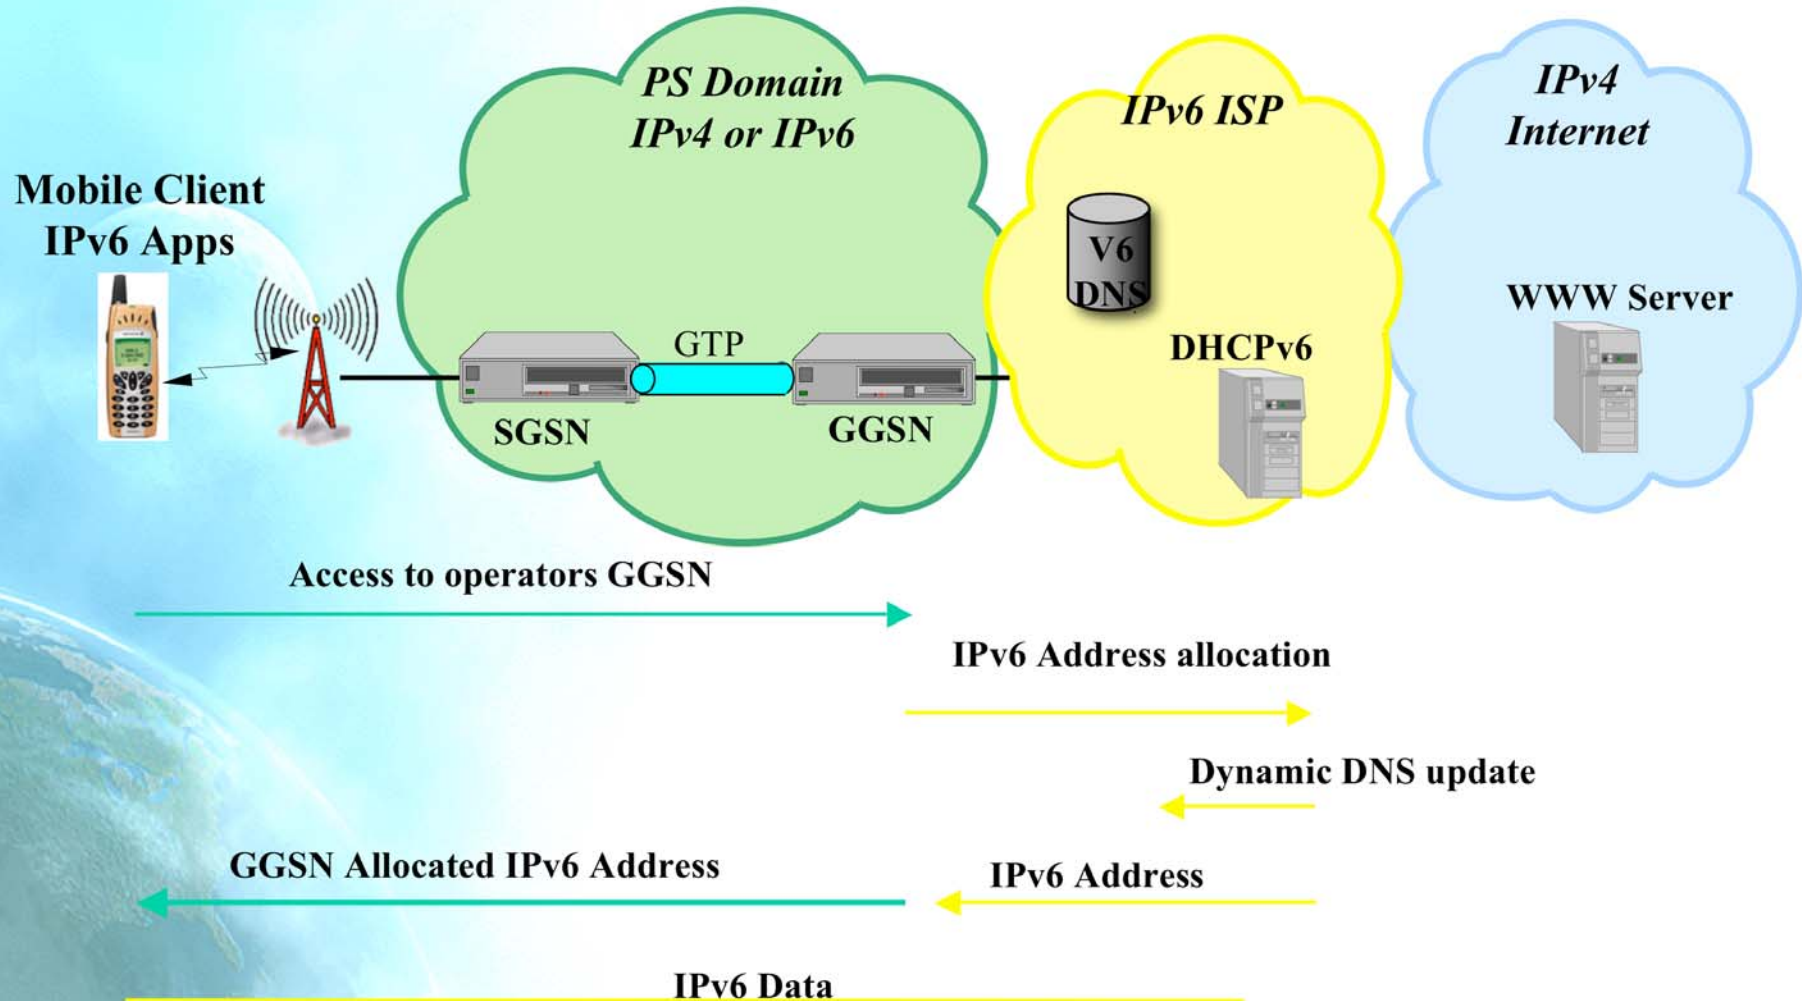 PS Domain
IPv4 or IPv6
IPv6 ISP
IPv4
Internet
Mobile Client
IPv6 Apps
V6
DNS
WWW Server
GTP
DHCPv6
SGSN
GGSN
Access to operators GGSN
IPv6 Address allocation
Dynamic DNS update
GGSN Allocated IPv6 Address
IPv6 Address
IPv6 Data